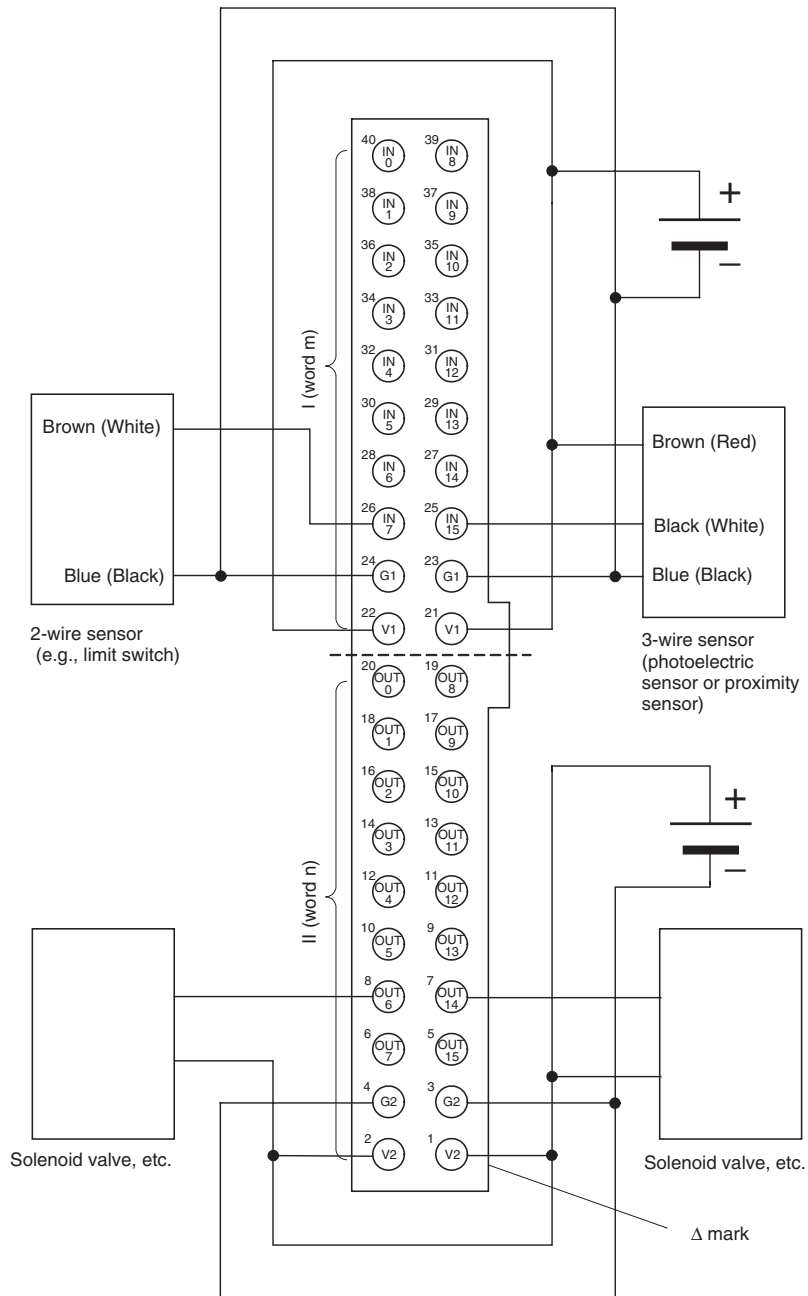 40 IN 0 39 IN 8
38 IN 1 37 IN 9
36 IN 2 35 IN 10
34 IN 3 33 IN 11
32 IN 4 31 IN 12
30 IN 5 29 IN 13
28 IN 6 27 IN 14
26 IN 7 25 IN 15
24 G1 23 G1
22 V1 21 V1
I (word m)
+
−
Brown (White)
Blue (Black)
2-wire sensor
(e.g., limit switch)
Brown (Red)
Black (White)
Blue (Black)
3-wire sensor
(photoelectric
sensor or proximity
sensor)
20 OUT 0 19 OUT 8
18 OUT 1 17 OUT 9
16 OUT 2 15 OUT 10
14 OUT 3 13 OUT 11
12 OUT 4 11 OUT 12
10 OUT 5 9 OUT 13
8 OUT 6 7 OUT 14
6 OUT 7 5 OUT 15
4 G2 3 G2
2 V2 1 V2
II (word n)
+
−
Solenoid valve, etc.
Solenoid valve, etc.
Δ mark